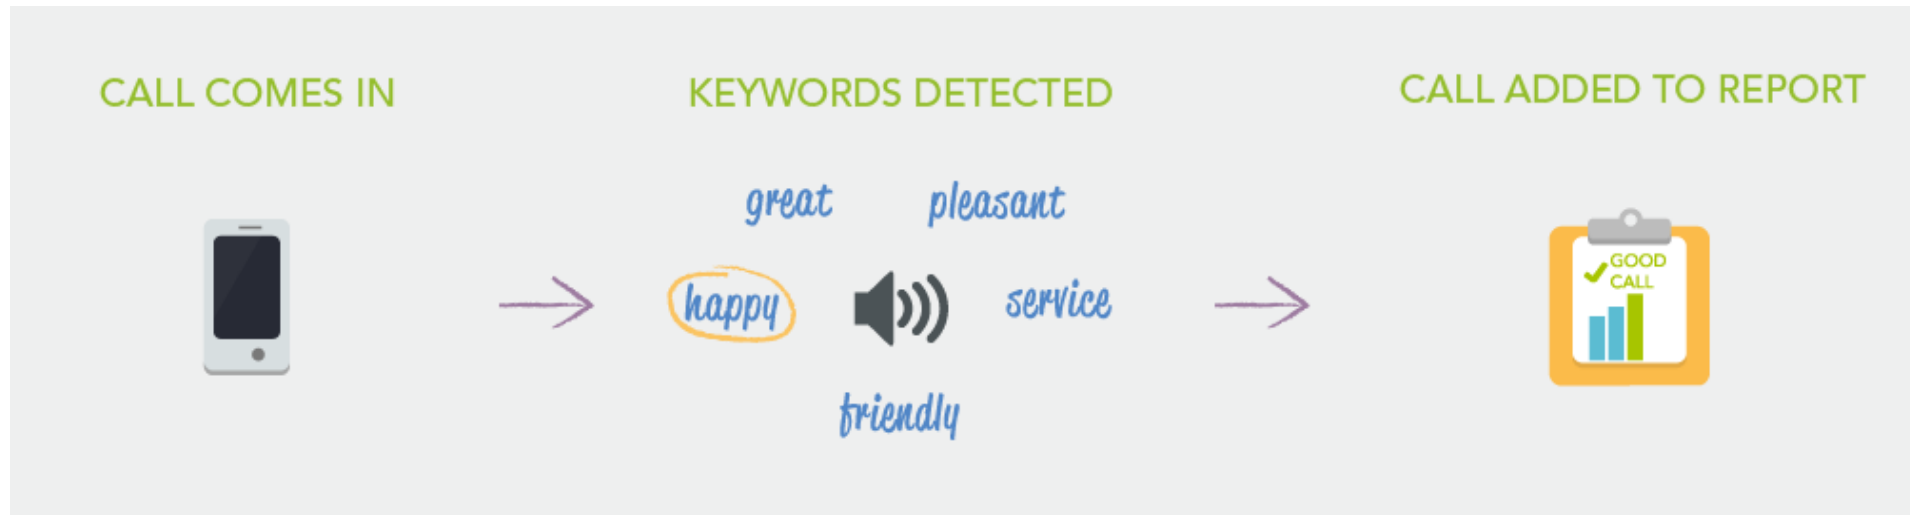 CALL COMES IN
KEYWORDS DETECTED
CALL ADDED TO REPORT
great
pleasant
happy
service
friendly
GOOD
CALL